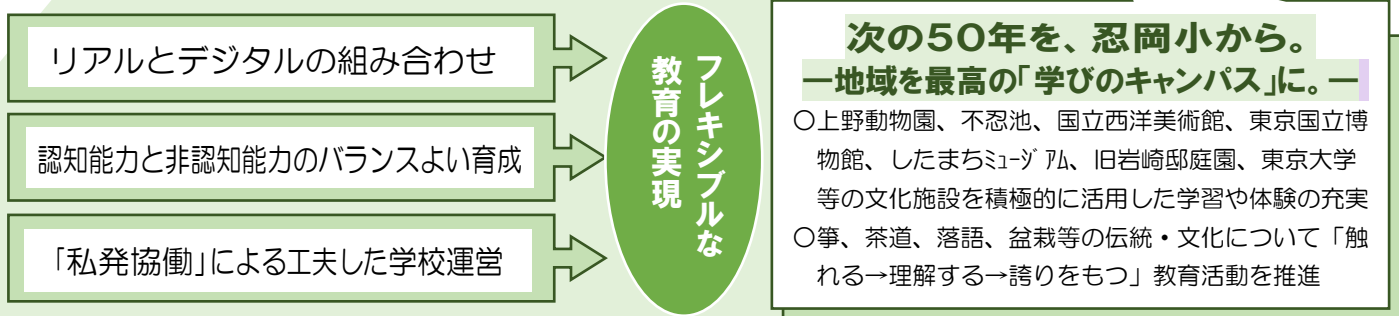 リアルとデジタルの組み合わせ
認知能力と非認知能力のバランスよい育成
「私発協働」による工夫した学校運営
フレキシブルな
教育の実現
次の50年を、忍岡小から。
―地域を最高の「学びのキャンパス」に。―
〇上野動物園、不忍池、国立西洋美術館、東京国立博
物館、したまちﾐｭｰｼﾞｱﾑ、旧岩崎邸庭園、東京大学
等の文化施設を積極的に活用した学習や体験の充実
〇箏、茶道、落語、盆栽等の伝統・文化について「触
れる→理解する→誇りをもつ」教育活動を推進